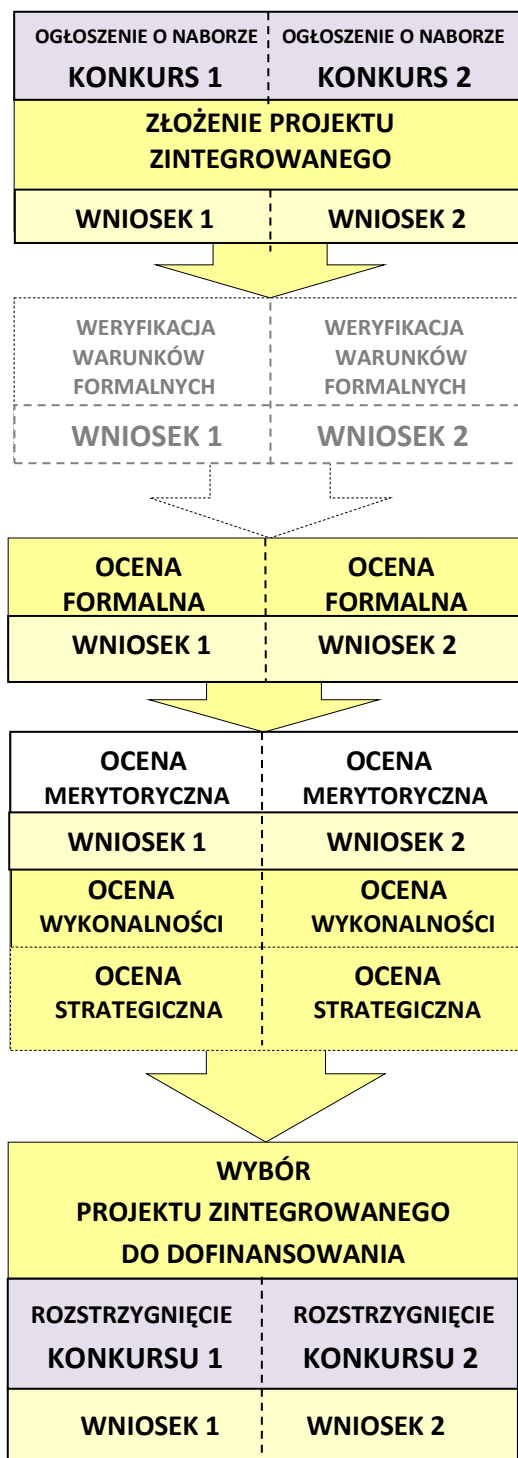 OGŁOSZENIE O NABORZE OGŁOSZENIE O NABORZE
KONKURS 1 KONKURS 2
ZŁOŻENIE PROJEKTU
ZINTEGROWANEGO
WNIOSEK 1 WNIOSEK 2
WERYFIKACJA WERYFIKACJA
WARUNKÓW WARUNKÓW
FORMALNYCH FORMALNYCH
WNIOSEK 1 WNIOSEK 2
OCENA OCENA
FORMALNA FORMALNA
WNIOSEK 1 WNIOSEK 2
OCENA OCENA
MERYTORYCZNA MERYTORYCZNA
WNIOSEK 1 WNIOSEK 2
OCENA OCENA
WYKONALNOŚCI WYKONALNOŚCI
OCENA OCENA
STRATEGICZNA STRATEGICZNA
WYBÓR
PROJEKTU ZINTEGROWANEGO
DO DOFINANSOWANIA
ROZSTRZYGNIĘCIE ROZSTRZYGNIĘCIE
KONKURSU 1 KONKURSU 2
WNIOSEK 1 WNIOSEK 2